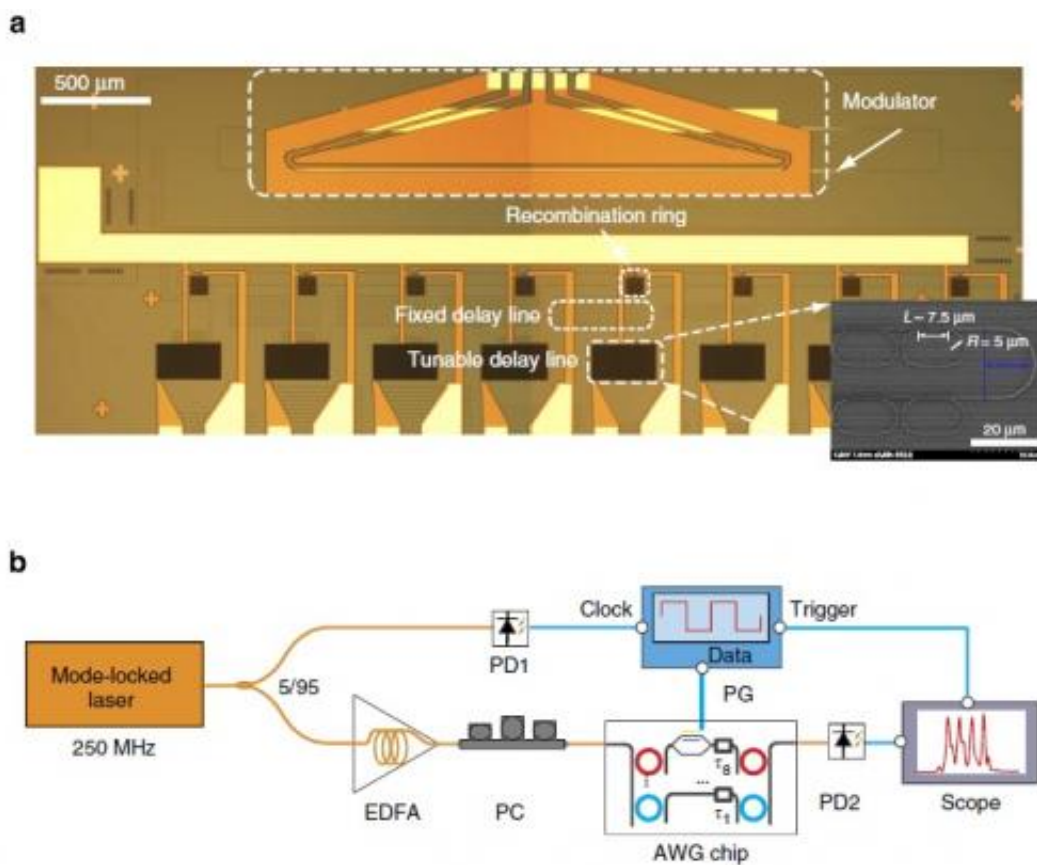 a
500 μm
Modulator
Recombination ring
Fixed delay line
Tunable delay line
L~ 7.5 μm
R = 5 μm
20 μm
b
Clock
Trigger
Data
PD1
PG
Mode-locked
laser
5/95
250 MHz
EDFA
PC
τ8
...
τ1
PD2
Scope
AWG chip